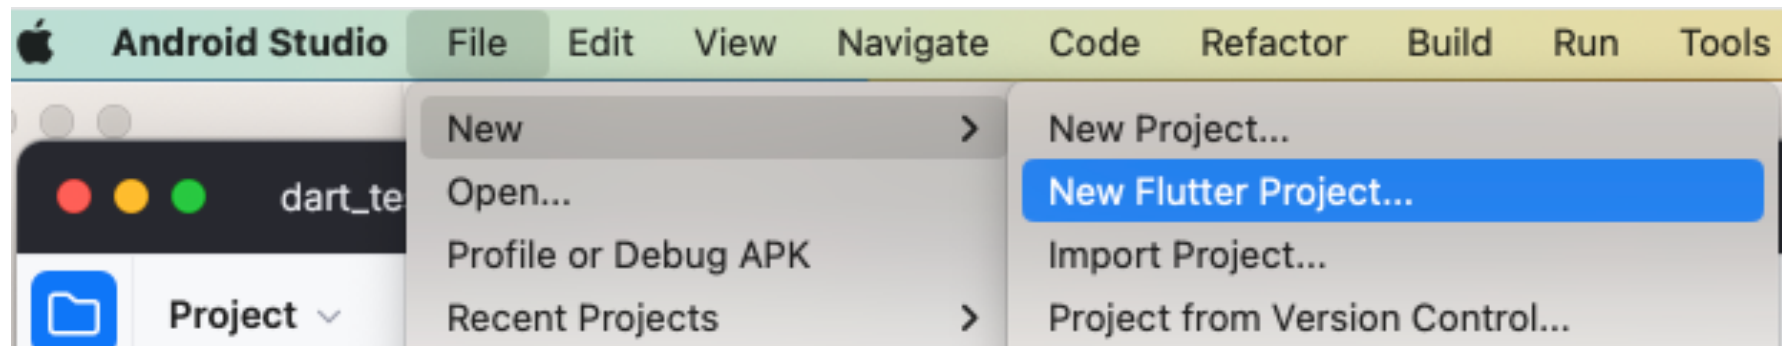 Android Studio File Edit View Navigate Code Refactor Build Run Tools
New New Project...
dart_te Open... New Flutter Project...
Profile or Debug APK Import Project...
Project Recent Projects Project from Version Control...